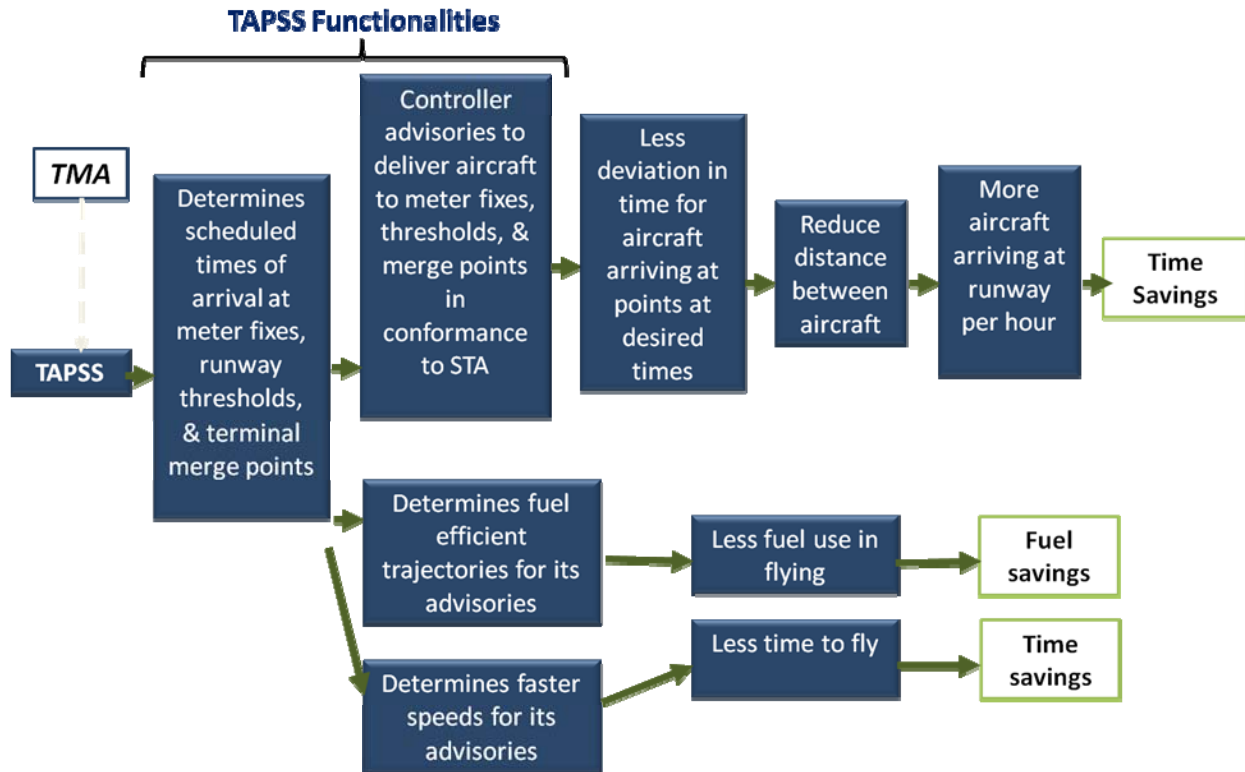 TAPSS Functionalities
TMA
TAPSS
Determines
scheduled
times of
arrival at
meter fixes,
runway
thresholds,
& terminal
merge points
Controller
advisories to
deliver aircraft
to meter fixes,
thresholds, &
merge points
in
conformance
to STA
Less
deviation in
time for
aircraft
arriving at
points at
desired
times
Reduce
distance
between
aircraft
More
aircraft
arriving at
runway
per hour
Time
Savings
Determines fuel
efficient
trajectories for its
advisories
Less fuel use in
flying
Fuel
savings
Determines faster
speeds for its
advisories
Less time to fly
Time
savings